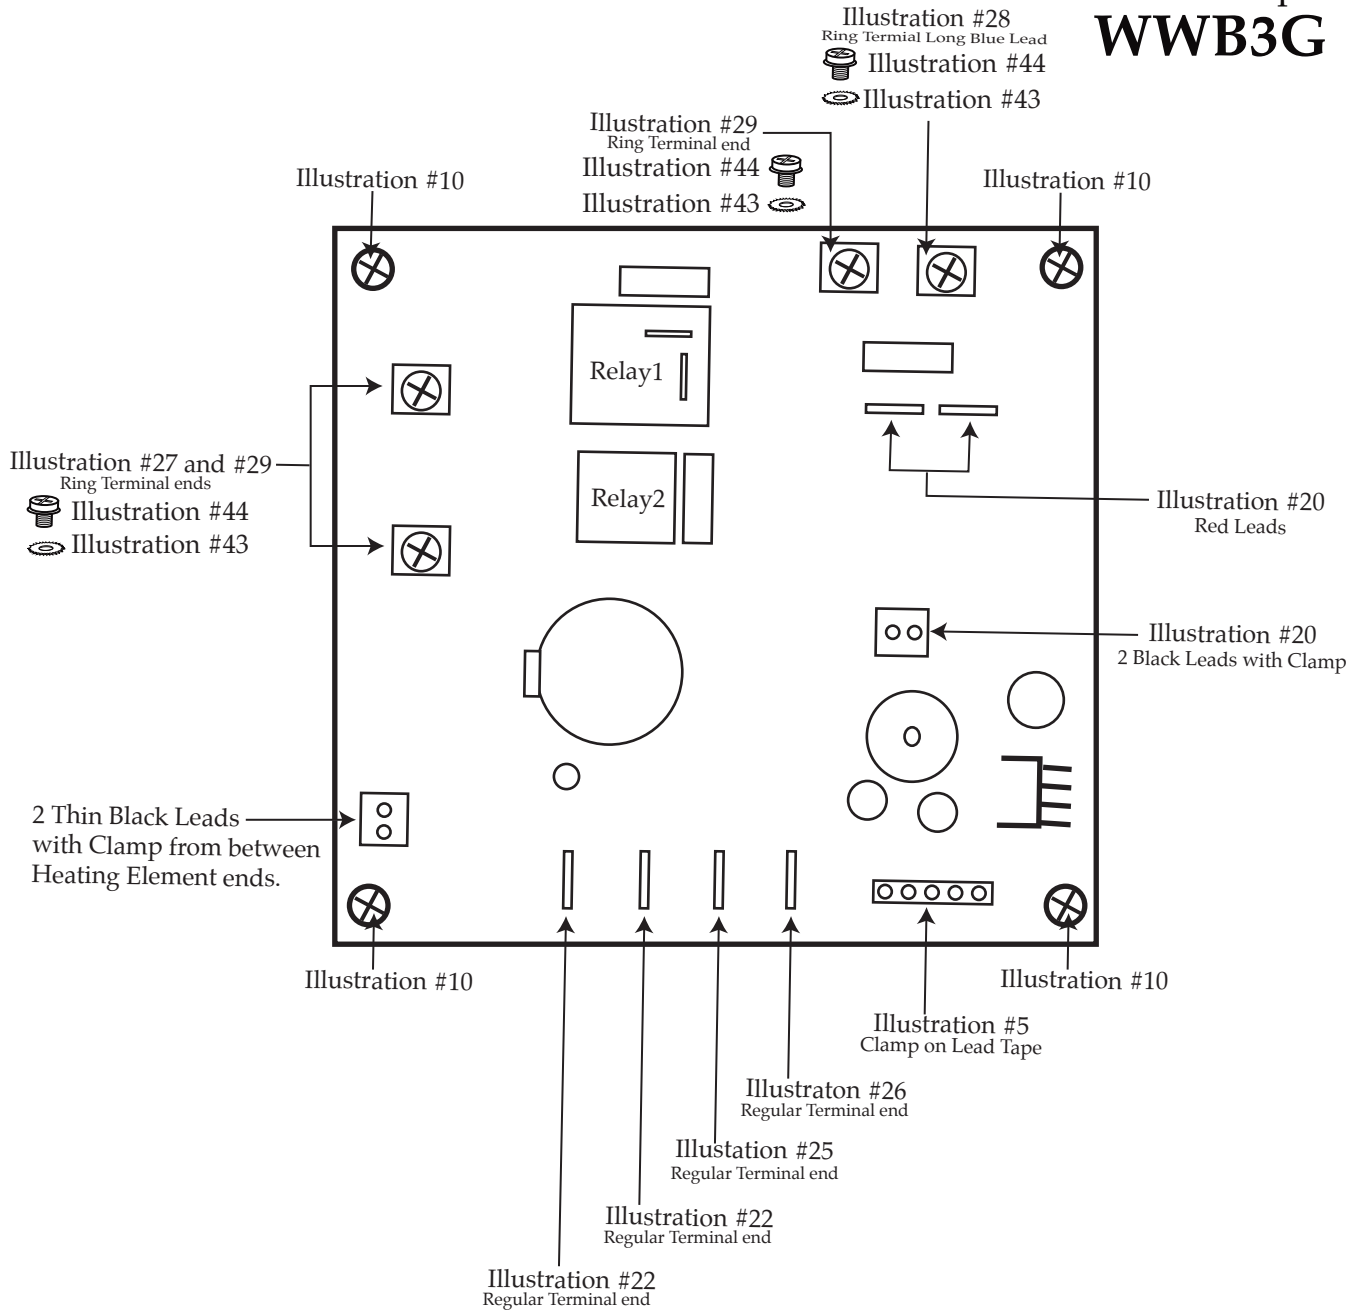 WWB3G
Illustration #28
Ring Termial Long Blue Lead
Illustration #44
Illustration #43
Illustration #29
Ring Terminal end
Illustration #44
Illustration #43
Illustration #10
Illustration #10
Relay1
Relay2
Illustration #27 and #29
Ring Terminal ends
Illustration #44
Illustration #43
Illustration #20
Red Leads
Illustration #20
2 Black Leads with Clamp
2 Thin Black Leads
with Clamp from between
Heating Element ends.
Illustration #10
Illustration #10
Illustration #5
Clamp on Lead Tape
Illustraton #26
Regular Terminal end
Illustation #25
Regular Terminal end
Illustration #22
Regular Terminal end
Illustration #22
Regular Terminal end